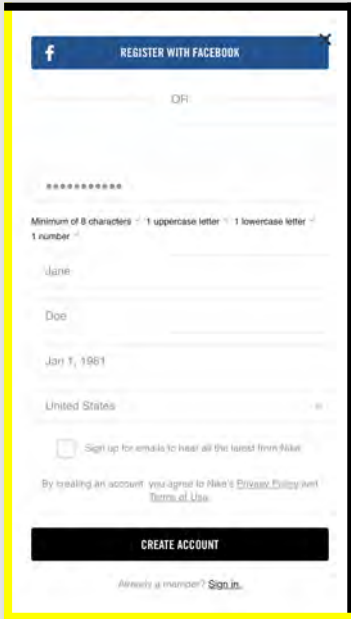 f REGISTER WITH FACEBOOK
OR
•••••••••••
Minimum of 8 characters 1 uppercase letter 1 lowercase letter
1 number
Jane
Doe
Jan 1, 1981
United States
Sign up for emails to hear all the latest from Nike
By creating an account, you agree to Nike's Privacy Policy and
Terms of Use.
CREATE ACCOUNT
Already a member? Sign in.